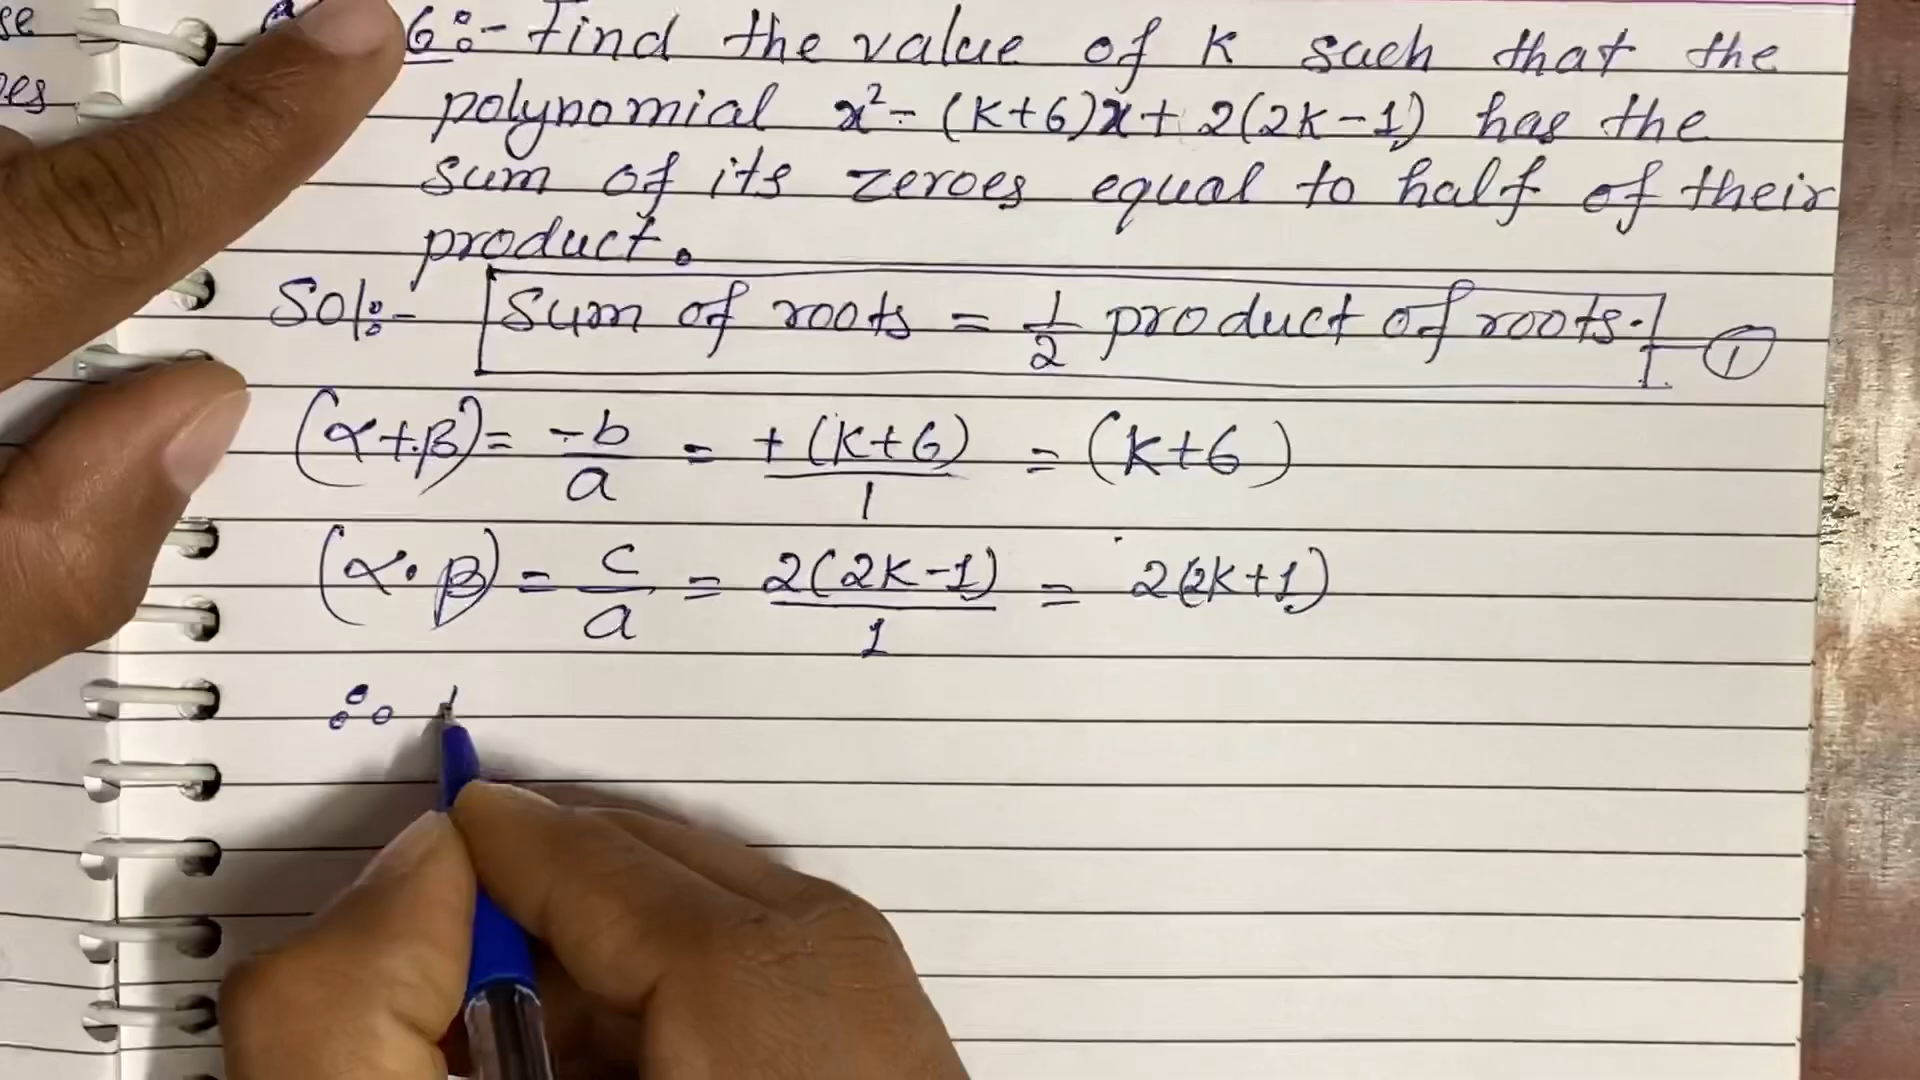 se
6:- find the value of K such that the
polynomial x² - (K+6)x + 2(2K-1) has the
sum of its zeroes equal to half of their
product.
Sol:- Sum of roots = 1/2 product of roots. ①
(α+β) = -b/a = +(K+6)/1 = (K+6)
(α·β) = c/a = 2(2K-1)/1 = 2(2K+1)
∴